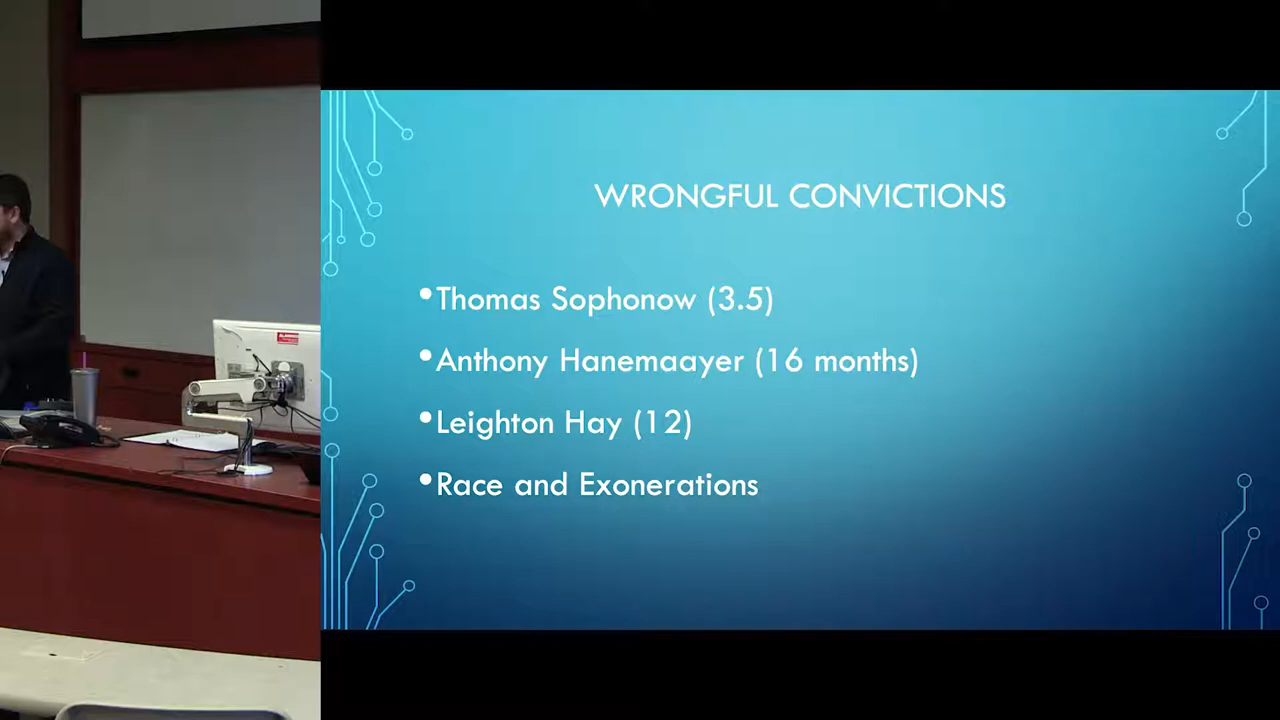 WRONGFUL CONVICTIONS
•Thomas Sophonow (3.5)
•Anthony Hanemaayer (16 months)
•Leighton Hay (12)
•Race and Exonerations